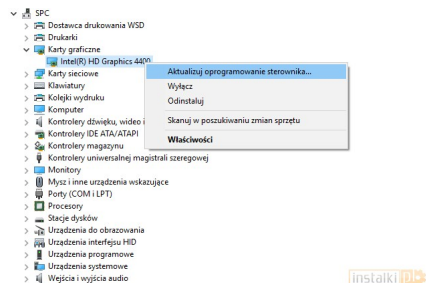 SPC
Dostawca drukowania WSD
Drukarki
Karty graficzne
Intel(R) HD Graphics 4400
Karty sieciowe
Klawiatury
Kolejki wydruku
Komputer
Kontrolery dźwięku, wideo i
Kontrolery IDE ATA/ATAPI
Kontrolery magazynu
Kontrolery uniwersalnej magistrali szeregowej
Monitory
Mysz i inne urządzenia wskazujące
Porty (COM i LPT)
Procesory
Stacje dysków
Urządzenia do obrazowania
Urządzenia interfejsu HID
Urządzenia programowe
Urządzenia systemowe
Wejścia i wyjścia audio
Aktualizuj oprogramowanie sterownika...
Wyłącz
Odinstaluj
Skanuj w poszukiwaniu zmian sprzętu
Właściwości
instalki